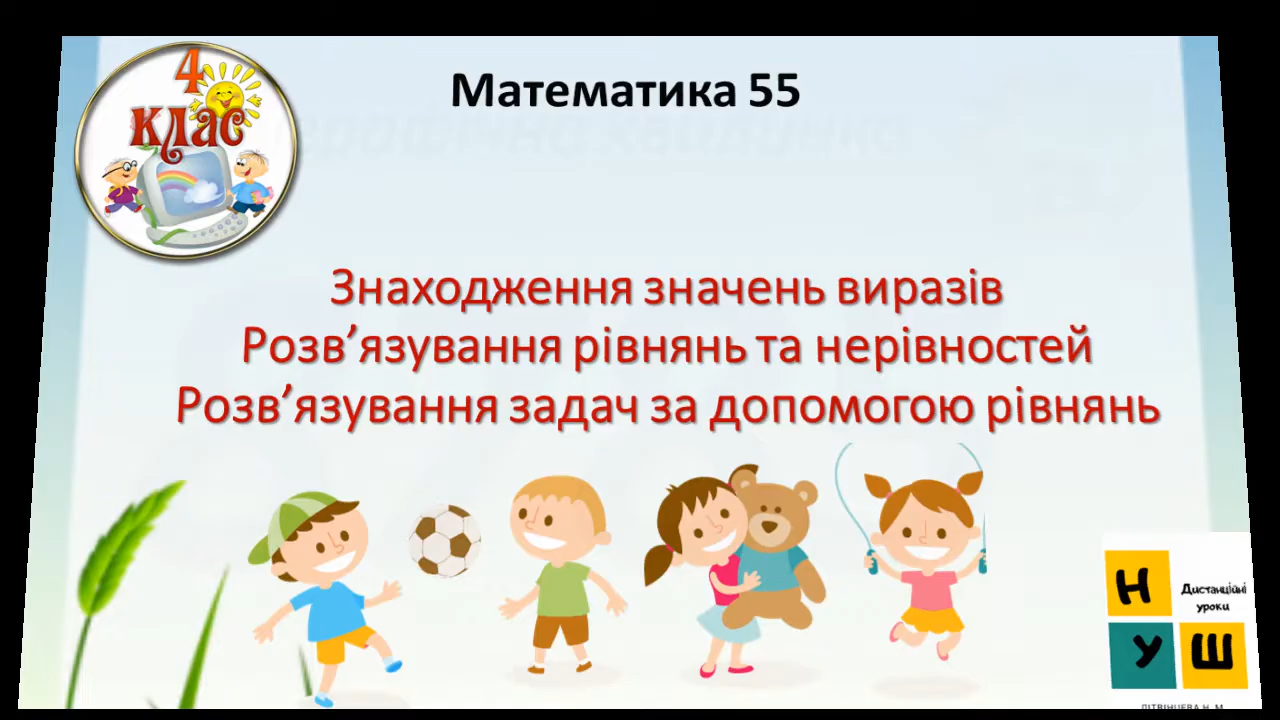 4
клас
Математика 55
Знаходження значень виразів
Розв’язування рівнянь та нерівностей
Розв’язування задач за допомогою рівнянь
Н
Дистанційні
уроки
У Ш
ЛІТВІНЦЕВА Н. М.